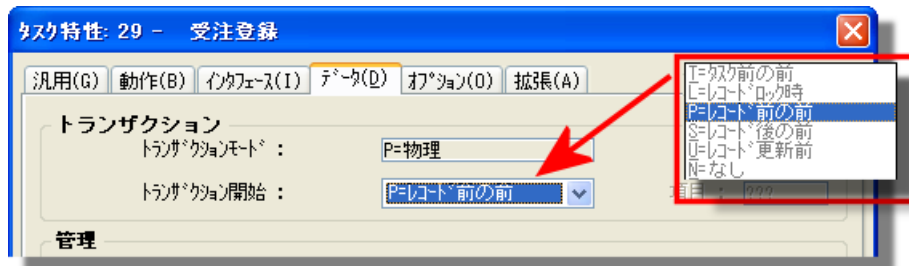 タスク特性: 29 - 受注登録
汎用(G) 動作(B) インタフェース(I) データ(D) オプション(O) 拡張(A)
トランザクション
トランザクションモード : P=物理
トランザクション開始 : P=レコード前の前 項目 : ???
管理
T=タスク前の前
L=レコードロック時
P=レコード前の前
S=レコード後の前
U=レコード更新前
N=なし